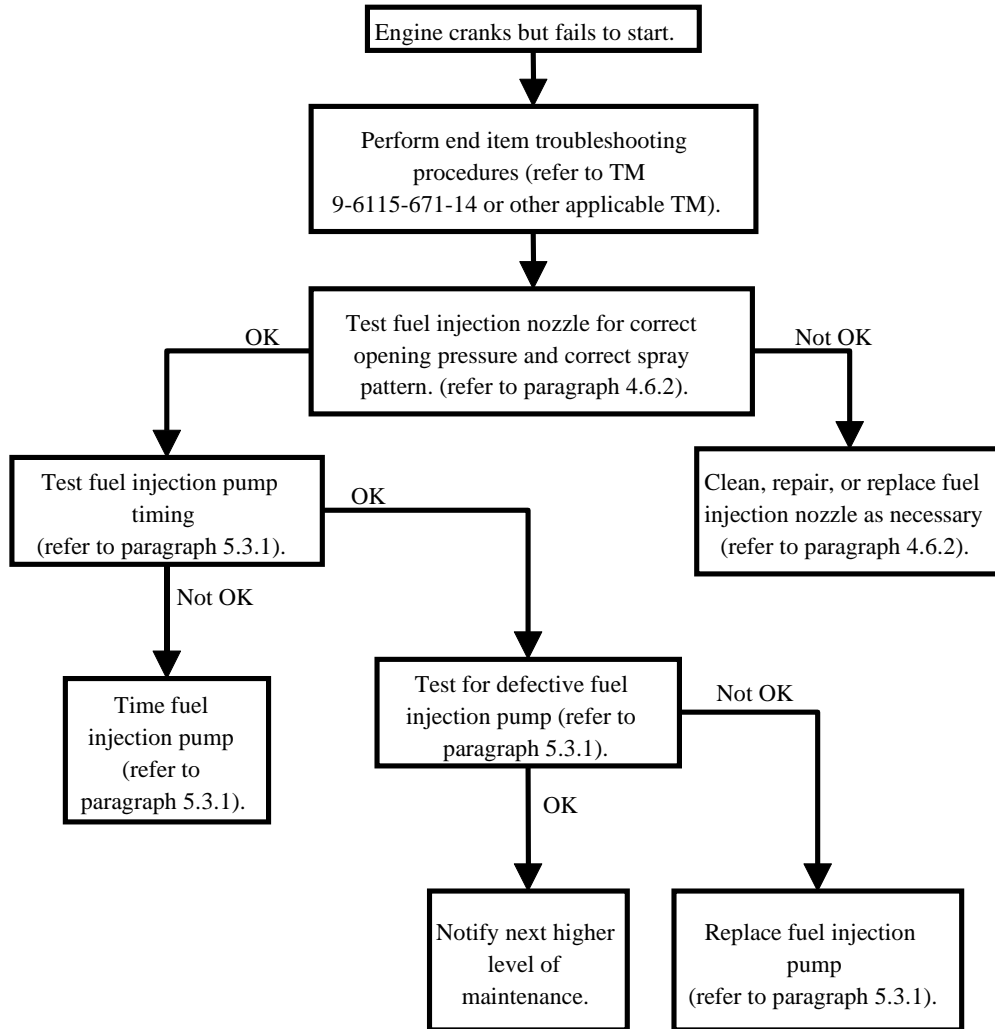 Engine cranks but fails to start.
Perform end item troubleshooting
procedures (refer to TM
9-6115-671-14 or other applicable TM).
OK
Test fuel injection nozzle for correct
opening pressure and correct spray
pattern. (refer to paragraph 4.6.2).
Not OK
Test fuel injection pump
timing
(refer to paragraph 5.3.1).
OK
Clean, repair, or replace fuel
injection nozzle as necessary
(refer to paragraph 4.6.2).
Not OK
Time fuel
injection pump
(refer to
paragraph 5.3.1).
Test for defective fuel
injection pump (refer to
paragraph 5.3.1).
Not OK
OK
Notify next higher
level of
maintenance.
Replace fuel injection
pump
(refer to paragraph 5.3.1).